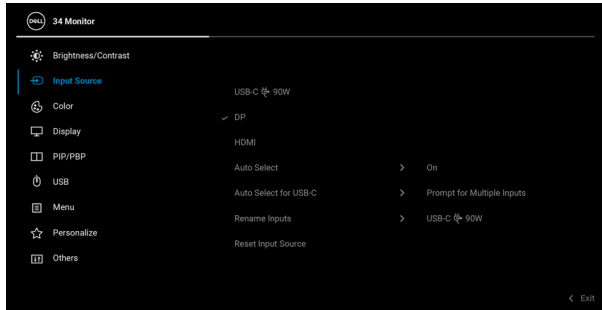 DELL 34 Monitor
Brightness/Contrast
Input Source
Color
Display
PIP/PBP
USB
Menu
Personalize
Others
USB-C 90W
DP
HDMI
Auto Select > On
Auto Select for USB-C > Prompt for Multiple Inputs
Rename Inputs > USB-C 90W
Reset Input Source
< Exit